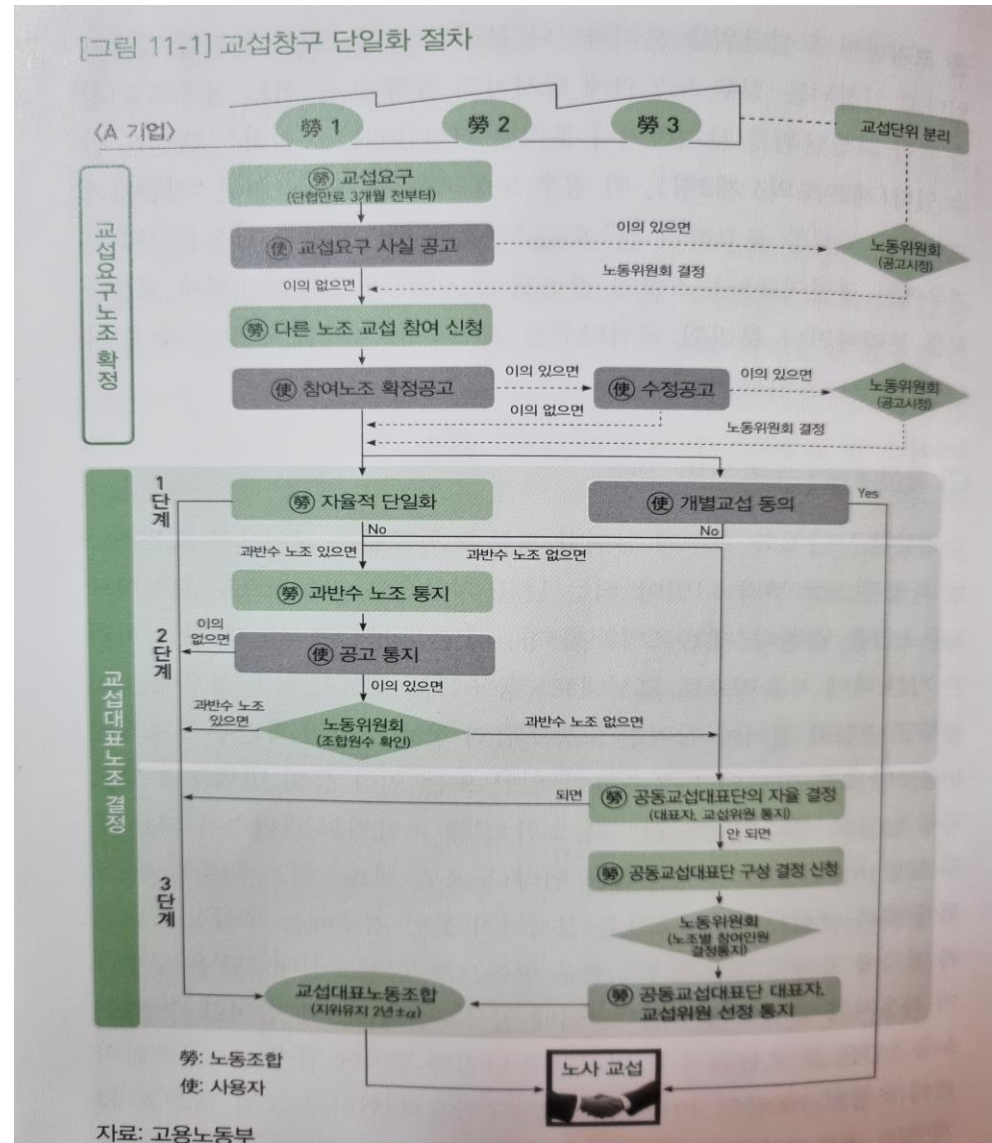 [그림 11-1] 교섭창구 단일화 절차
〈A 기업〉
勞 1
勞 2
勞 3
교섭단위 분리
교섭요구노조 확정
勞 교섭요구
(단협만료 3개월 전부터)
使 교섭요구 사실 공고
이의 있으면
노동위원회
(공고시정)
이의 없으면
노동위원회 결정
勞 다른 노조 교섭 참여 신청
使 참여노조 확정공고
이의 있으면
使 수정공고
이의 있으면
노동위원회
(공고시정)
이의 없으면
노동위원회 결정
교섭대표노조 결정
1단계
勞 자율적 단일화
使 개별교섭 동의
Yes
No
No
과반수 노조 있으면
과반수 노조 없으면
2단계
勞 과반수 노조 통지
이의
없으면
使 공고 통지
이의 있으면
과반수 노조
있으면
노동위원회
(조합원수 확인)
과반수 노조 없으면
3단계
되면
勞 공동교섭대표단의 자율 결정
(대표자, 교섭위원 통지)
안 되면
勞 공동교섭대표단 구성 결정 신청
노동위원회
(노조별 참여인원
결정통지)
교섭대표노동조합
(지위유지 2년±α)
勞 공동교섭대표단 대표자,
교섭위원 선정 통지
勞: 노동조합
使: 사용자
노사 교섭
자료: 고용노동부